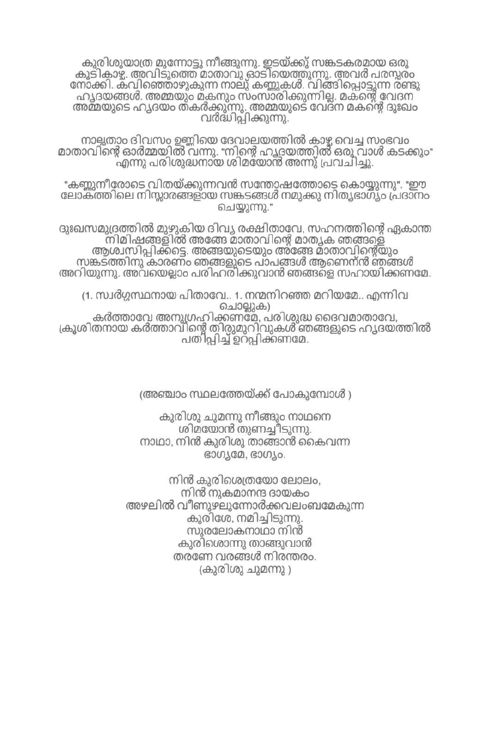 കുരിശുയാത്ര മുന്നോട്ടു നീങ്ങുന്നു. ഇടയ്ക്കു് സങ്കടകരമായ ഒരു
കൂടികാഴ്ച. അവിടുത്തെ മാതാവു ഓടിയെത്തുന്നു. അവർ പരസ്പരം
നോക്കി. കവിഞ്ഞൊഴുകുന്ന നാലു് കണ്ണുകൾ. വിങ്ങിപ്പൊട്ടുന്ന രണ്ടു
ഹൃദയങ്ങൾ. അമ്മയും മകനും സംസാരിക്കുന്നില്ല. മകന്റെ വേദന
അമ്മയുടെ ഹൃദയം തകർക്കുന്നു. അമ്മയുടെ വേദന മകന്റെ ദുഃഖം
വർദ്ധിപ്പിക്കുന്നു.
നാല്പതാം ദിവസം ഉണ്ണിയെ ദേവാലയത്തിൽ കാഴ്ച വെച്ച സംഭവം
മാതാവിന്റെ ഓർമ്മയിൽ വന്നു. "നിന്റെ ഹൃദയത്തിൽ ഒരു വാൾ കടക്കും"
എന്നു പരിശുദ്ധനായ ശിമയോൻ അന്നു് പ്രവചിച്ചു.
"കണ്ണുനീരോടെ വിതയ്ക്കുന്നവൻ സന്തോഷത്തോടെ കൊയ്യുന്നു". "ഈ
ലോകത്തിലെ നിസ്സാരങ്ങളായ സങ്കടങ്ങൾ നമുക്കു നിത്യഭാഗ്യം പ്രദാനം
ചെയ്യുന്നു."
ദുഃഖസമുദ്രത്തിൽ മുഴുകിയ ദിവ്യ രക്ഷിതാവേ, സഹനത്തിന്റെ ഏകാന്ത
നിമിഷങ്ങളിൽ അങ്ങേ മാതാവിന്റെ മാതൃക ഞങ്ങളെ
ആശ്വസിപ്പിക്കട്ടെ. അങ്ങയുടെയും അങ്ങേ മാതാവിന്റെയും
സങ്കടത്തിനു കാരണം ഞങ്ങളുടെ പാപങ്ങൾ ആണെന്ൻ ഞങ്ങൾ
അറിയുന്നു. അവയെല്ലാം പരിഹരിക്കുവാൻ ഞങ്ങളെ സഹായിക്കണമേ.
(1. സ്വർഗ്ഗസ്ഥനായ പിതാവേ.. 1. നന്മനിറഞ്ഞ മറിയമേ.. എന്നിവ
ചൊല്ലുക)
കർത്താവേ അനുഗ്രഹിക്കണമേ, പരിശുദ്ധ ദൈവമാതാവേ,
ക്രൂശിതനായ കർത്താവിന്റെ തിരുമുറിവുകൾ ഞങ്ങളുടെ ഹൃദയത്തിൽ
പതിപ്പിച്ച് ഉറപ്പിക്കണമേ.
(അഞ്ചാം സ്ഥലത്തേയ്ക്ക് പോകുമ്പോൾ )
കുരിശു ചുമന്നു നീങ്ങും നാഥനെ
ശിമയോൻ തുണച്ചീടുന്നു.
നാഥാ, നിൻ കുരിശു താങ്ങാൻ കൈവന്ന
ഭാഗ്യമേ, ഭാഗ്യം.
നിൻ കുരിശെത്രയോ ലോലം,
നിൻ നുകമാനന്ദ ദായകം
അഴലിൽ വീണുഴലുന്നോർക്കവലംബമേകുന്ന
കുരിശേ, നമിച്ചിടുന്നു.
സുരലോകനാഥാ നിൻ
കുരിശൊന്നു താങ്ങുവാൻ
തരണേ വരങ്ങൾ നിരന്തരം.
(കുരിശു ചുമന്നു )